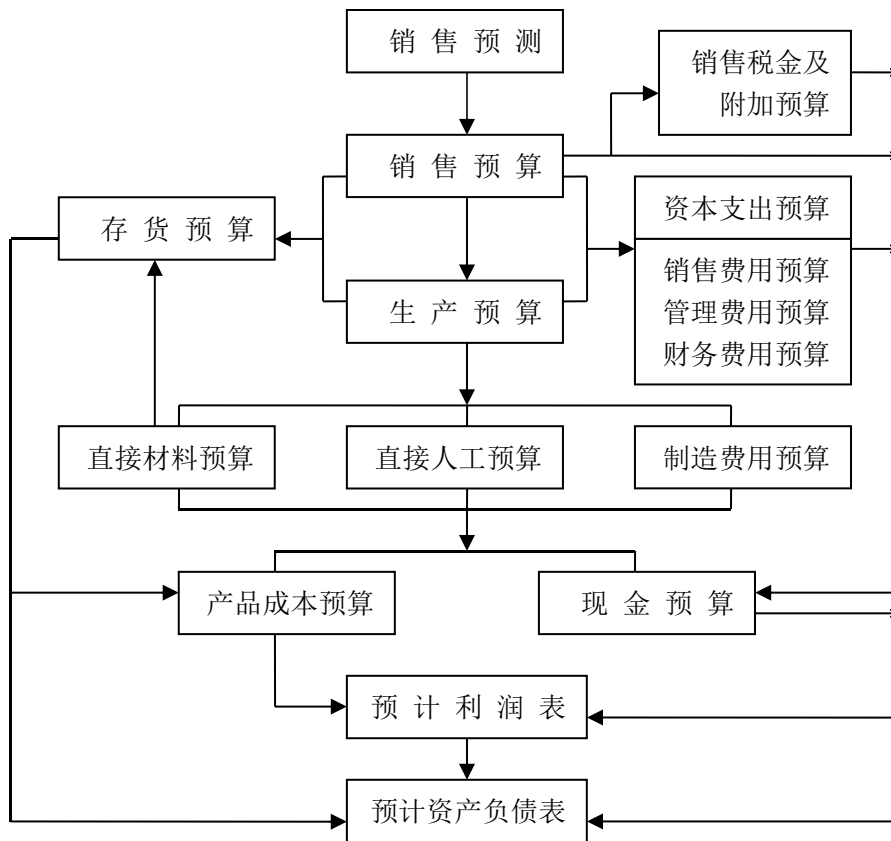 销 售 预 测
销售税金及
附加预算
销 售 预 算
资本支出预算
存 货 预 算
销售费用预算
管理费用预算
财务费用预算
生 产 预 算
直接材料预算
直接人工预算
制造费用预算
产品成本预算
现 金 预 算
预 计 利 润 表
预计资产负债表